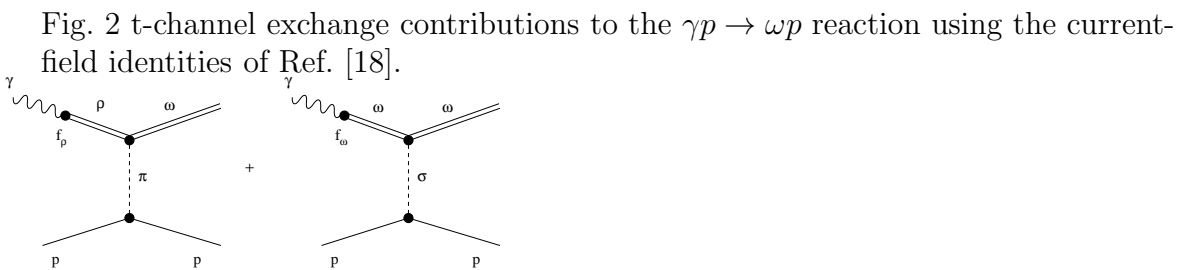 Fig. 2 t-channel exchange contributions to the γp → ωp reaction using the current-
field identities of Ref. [18].
γ
ρ
ω
f_ρ
π
p
p
+
γ
ω
ω
f_ω
σ
p
p